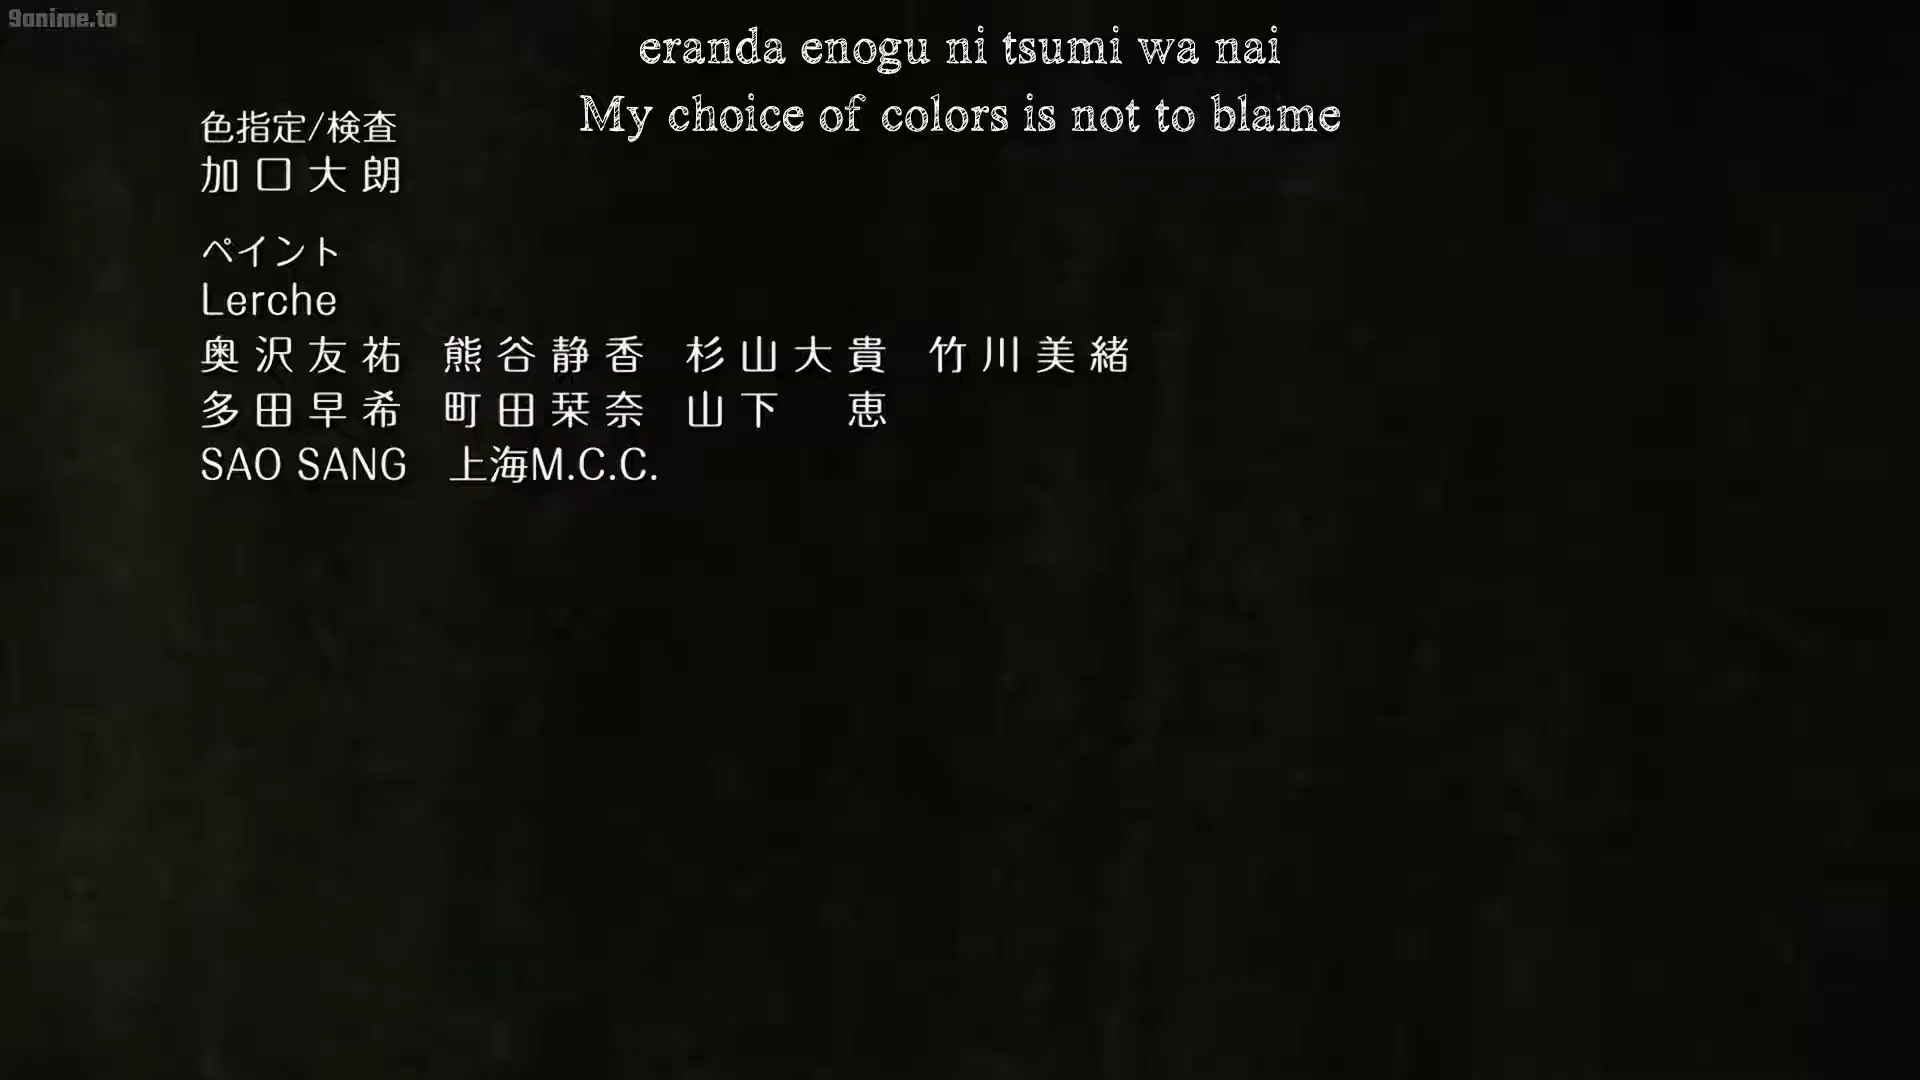 9anime.to
eranda enogu ni tsumi wa nai
My choice of colors is not to blame
色指定/検査
加口大朗
ペイント
Lerche
奥沢友祐 熊谷静香 杉山大貴 竹川美緒
多田早希 町田栞奈 山下 恵
SAO SANG 上海M.C.C.